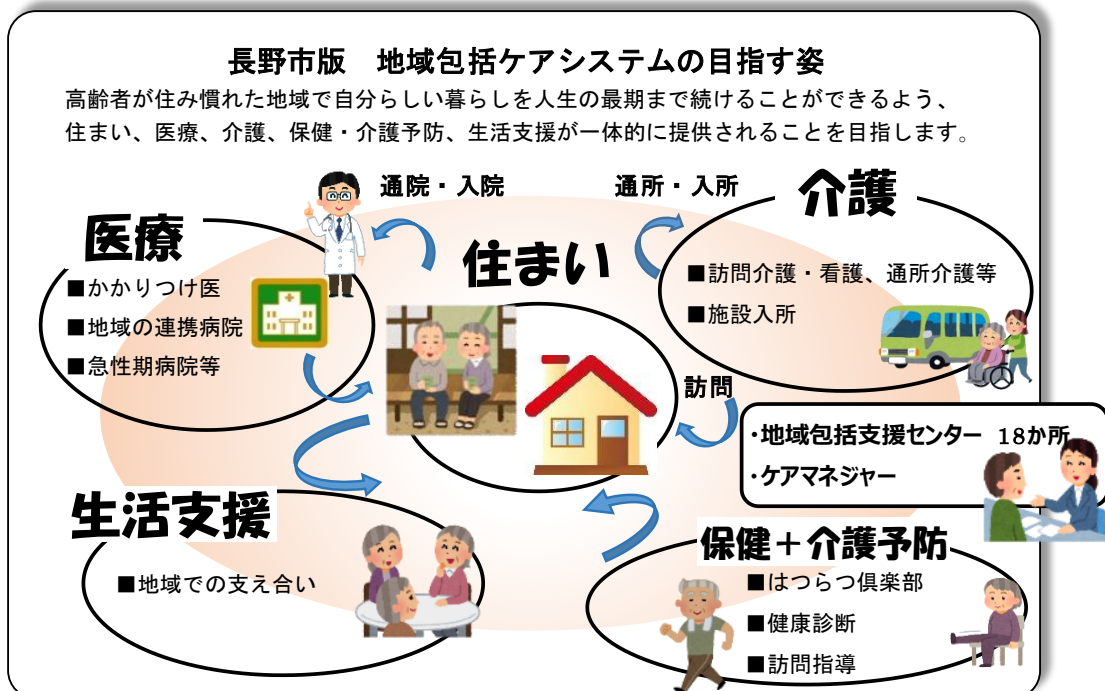 長野市版　地域包括ケアシステムの目指す姿
高齢者が住み慣れた地域で自分らしい暮らしを人生の最期まで続けることができるよう、
住まい、医療、介護、保健・介護予防、生活支援が一体的に提供されることを目指します。
通院・入院
通所・入所
医療
■かかりつけ医
■地域の連携病院
■急性期病院等
住まい
介護
■訪問介護・看護、通所介護等
■施設入所
訪問
・地域包括支援センター 18か所
・ケアマネジャー
生活支援
■地域での支え合い
保健＋介護予防
■はつらつ倶楽部
■健康診断
■訪問指導